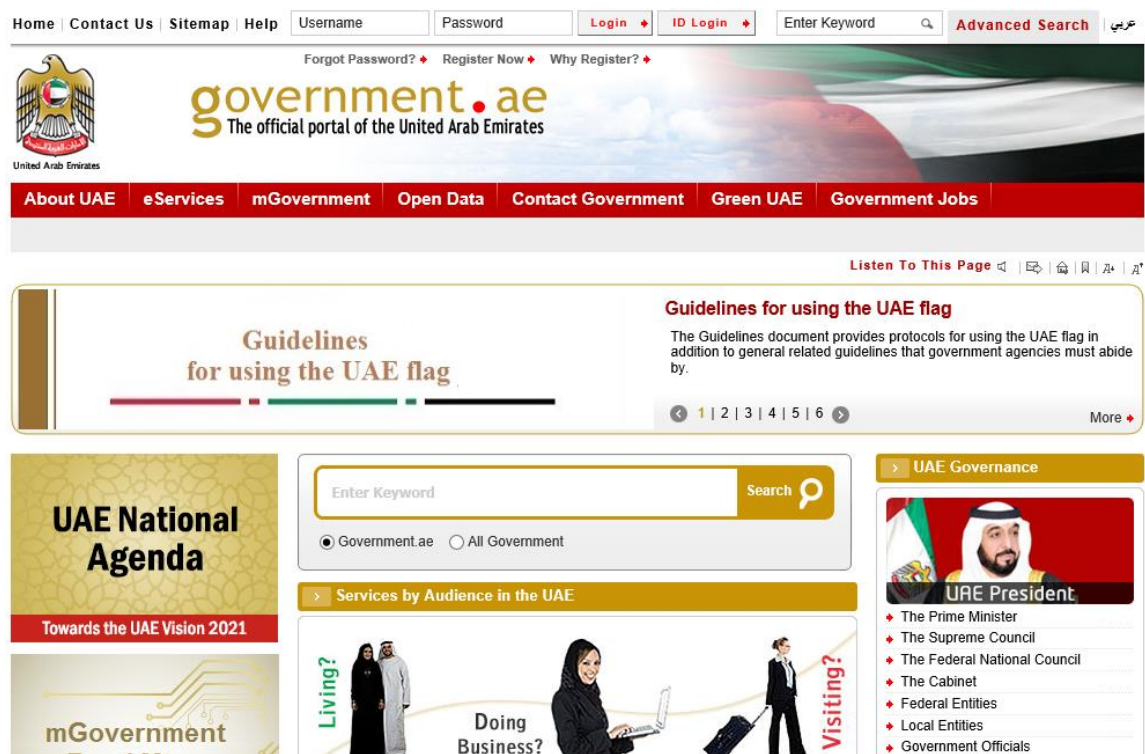 Home | Contact Us | Sitemap | Help Username Password Login ID Login Enter Keyword Advanced Search | عربي
Forgot Password? Register Now Why Register?
government.ae
The official portal of the United Arab Emirates
United Arab Emirates
About UAE eServices mGovernment Open Data Contact Government Green UAE Government Jobs
Listen To This Page
Guidelines
for using the UAE flag
Guidelines for using the UAE flag
The Guidelines document provides protocols for using the UAE flag in
addition to general related guidelines that government agencies must abide
by.
1 | 2 | 3 | 4 | 5 | 6
More
UAE National
Agenda
Towards the UAE Vision 2021
mGovernment
Enter Keyword Search
Government.ae All Government
Services by Audience in the UAE
Living?
Doing
Business?
Visiting?
UAE Governance
UAE President
The Prime Minister
The Supreme Council
The Federal National Council
The Cabinet
Federal Entities
Local Entities
Government Officials